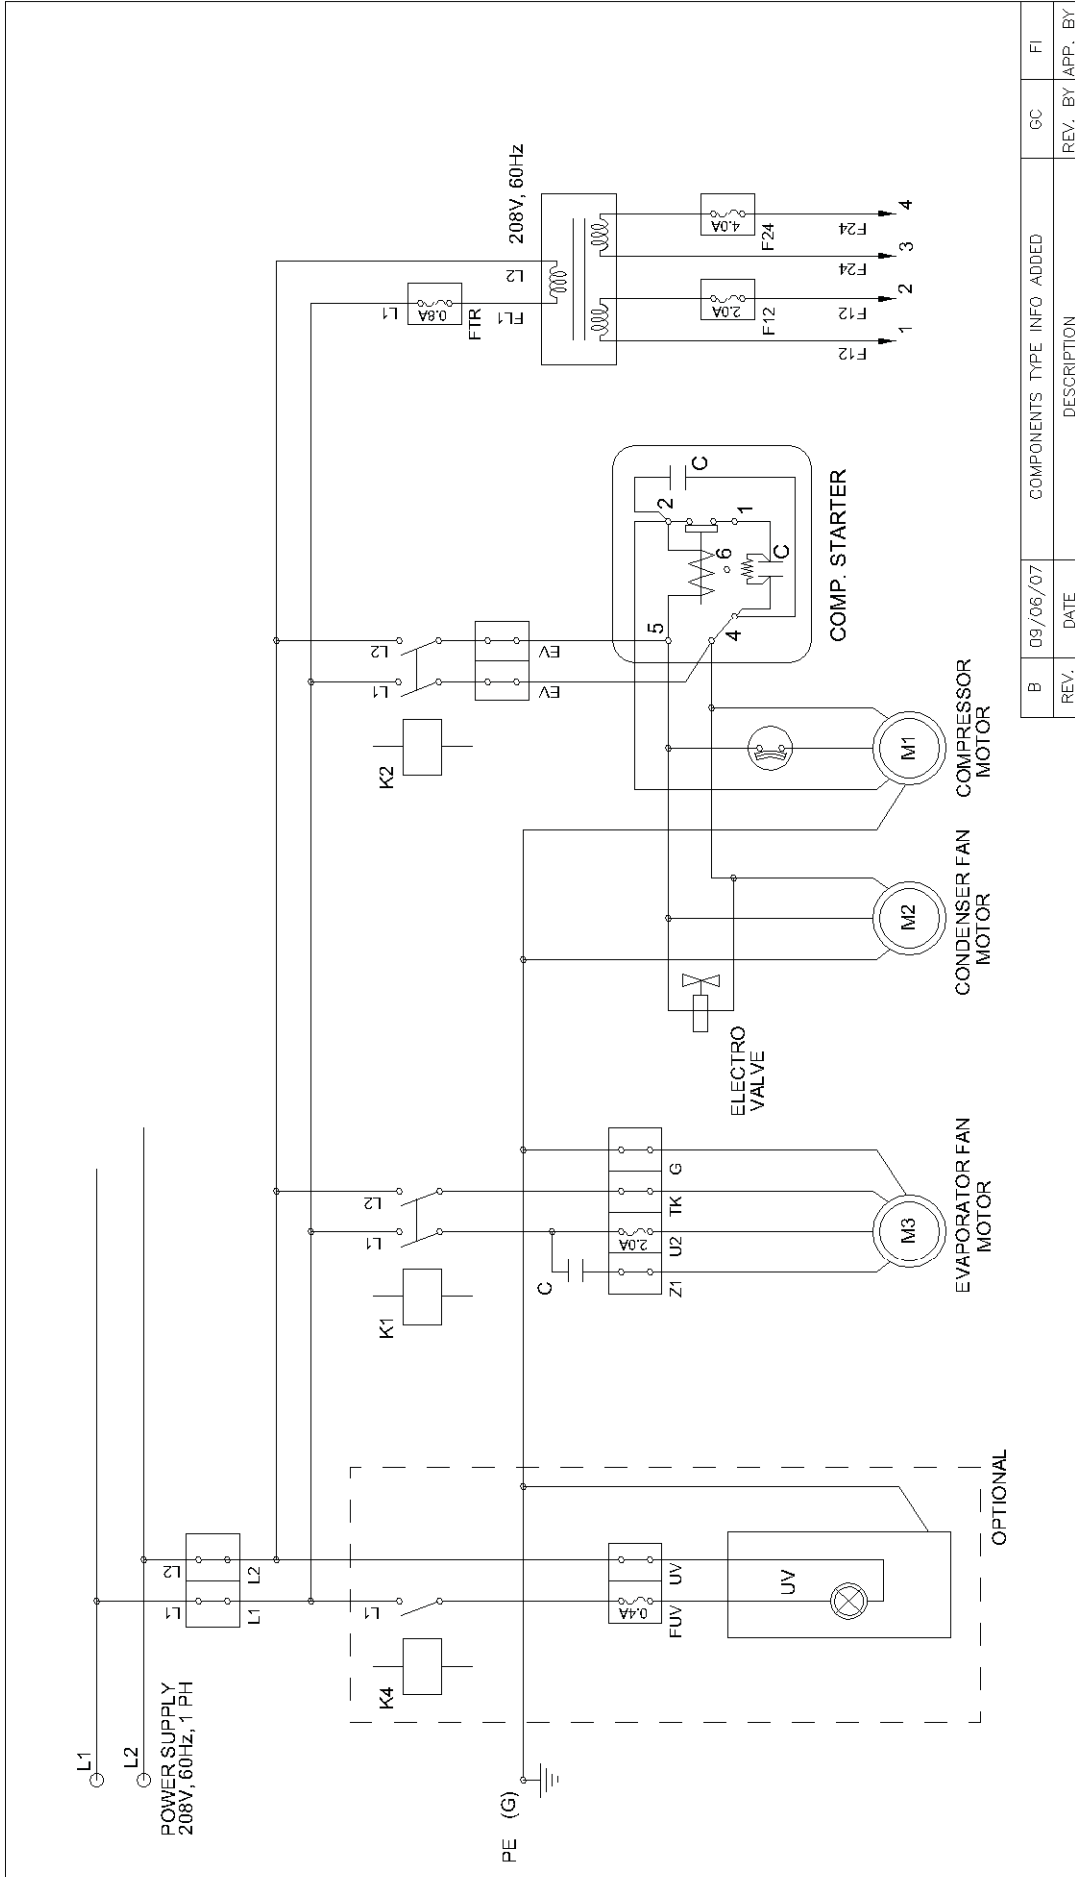 L1
L2
POWER SUPPLY
208V, 60Hz, 1 PH
L1
L2
L1
L2
K4
L1
FUV
0.4A
UV
UV
OPTIONAL
PE (G)
K1
L1
L2
C
Z1
U2
2.0A
TK
G
M3
EVAPORATOR FAN
MOTOR
ELECTRO
VALVE
M2
CONDENSER FAN
MOTOR
M1
COMPRESSOR
MOTOR
K2
L1
L2
EV
EV
5
4
6
2
1
C
C
COMP. STARTER
L1
0.8A
FTR
FL1
L2
208V, 60Hz
2.0A
F12
4.0A
F24
F12
F12
F24
F24
1
2
3
4
B 09/06/07 COMPONENTS TYPE INFO ADDED GC FI
REV. DATE DESCRIPTION REV. BY APP. BY